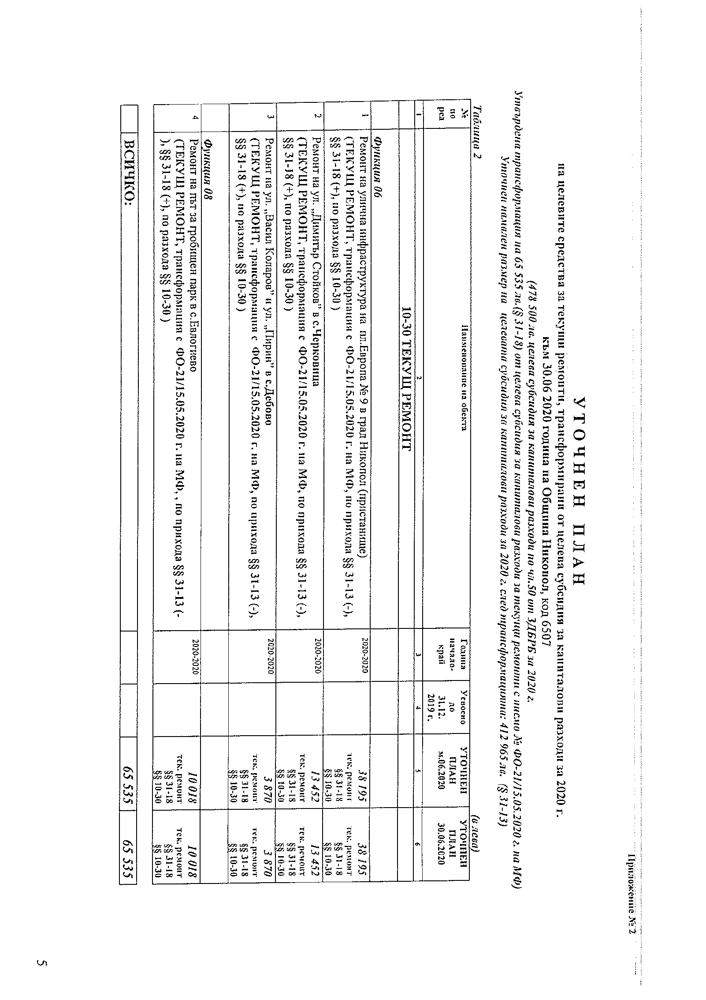 Приложение № 2
УТОЧНЕН ПЛАН
на целевите средства за текущи ремонти, трансформирани от целева субсидия за капиталови разходи за 2020 г.
към 30.06 2020 година на Община Никопол, код 6507
(478 500 лв. целева субсидия за капиталови разходи по чл.50 от ЗДБРБ за 2020 г.
Утвърдена трансформация на 65 535 лв.(§ 31-18) от целева субсидия за капиталови разходи за текущи ремонти с писмо № ФО-21/15.05.2020 г. на МФ)
Уточнен намален размер на целевата субсидия за капиталови разходи за 2020 г. след трансформацията: 412 965 лв. (§ 31-13)
Таблица 2
(в лева)
№ по ред
Наименование на обекта
Година начало-край
Усвоено до 31.12. 2019 г.
УТОЧНЕН ПЛАН м.06.2020
УТОЧНЕН ПЛАН 30.06.2020
1 2 3 4 5 6
10-30 ТЕКУЩ РЕМОНТ
Функция 06
1 Ремонт на улична инфраструктура на пл.Европа № 9 в град Никопол (пристанище) 2020-2020 38 195 38 195
(ТЕКУЩ РЕМОНТ, трансформация с ФО-21/15.05.2020 г. на МФ, по прихода §§ 31-13 (-), тек. ремонт тек. ремонт
§§ 31-18 (+), по разхода §§ 10-30 ) §§ 31-18 §§ 31-18
§§ 10-30 §§ 10-30
2 Ремонт на ул. „Димитър Стойков” в с.Черковица 2020-2020 13 452 13 452
(ТЕКУЩ РЕМОНТ, трансформация с ФО-21/15.05.2020 г. на МФ, по прихода §§ 31-13 (-), тек. ремонт тек. ремонт
§§ 31-18 (+), по разхода §§ 10-30 ) §§ 31-18 §§ 31-18
§§ 10-30 §§ 10-30
3 Ремонт на ул. „Васил Коларов” и ул. „Пирин” в с.Дебово 2020-2020 3 870 3 870
(ТЕКУЩ РЕМОНТ, трансформация с ФО-21/15.05.2020 г. на МФ, по прихода §§ 31-13 (-), тек. ремонт тек. ремонт
§§ 31-18 (+), по разхода §§ 10-30 ) §§ 31-18 §§ 31-18
§§ 10-30 §§ 10-30
Функция 08
4 Ремонт на път за гробищен парк в с.Евлогиево 2020-2020 10 018 10 018
(ТЕКУЩ РЕМОНТ, трансформация с ФО-21/15.05.2020 г. на МФ, , по прихода §§ 31-13 (- тек. ремонт тек. ремонт
), §§ 31-18 (+), по разхода §§ 10-30 ) §§ 31-18 §§ 31-18
§§ 10-30 §§ 10-30
ВСИЧКО: 65 535 65 535
5